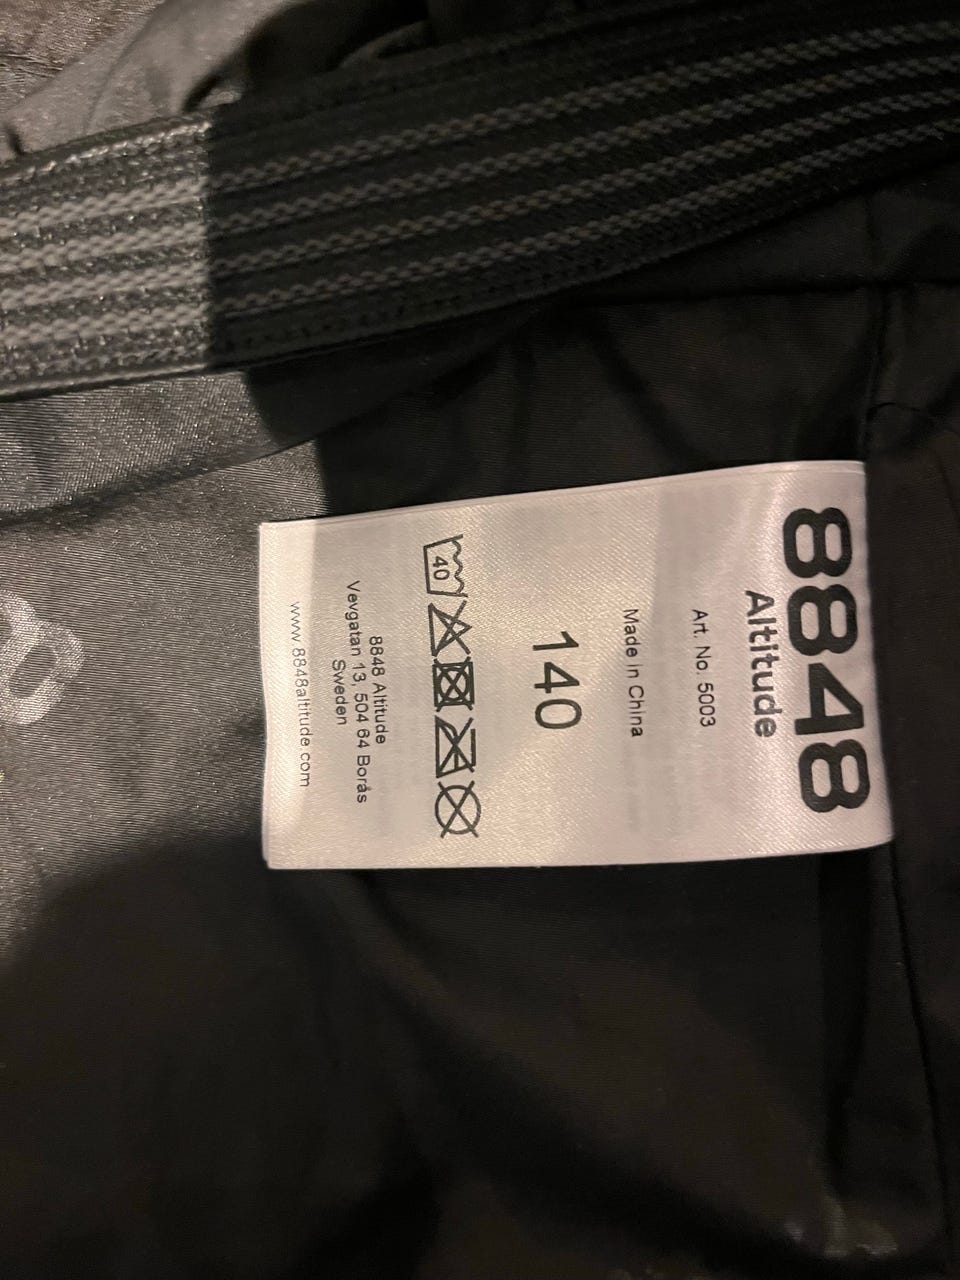 8848
Altitude
Art. No. 5003
Made in China
140
40
8848 Altitude
Vevgatan 13, 504 64 Borås
Sweden
www.8848altitude.com